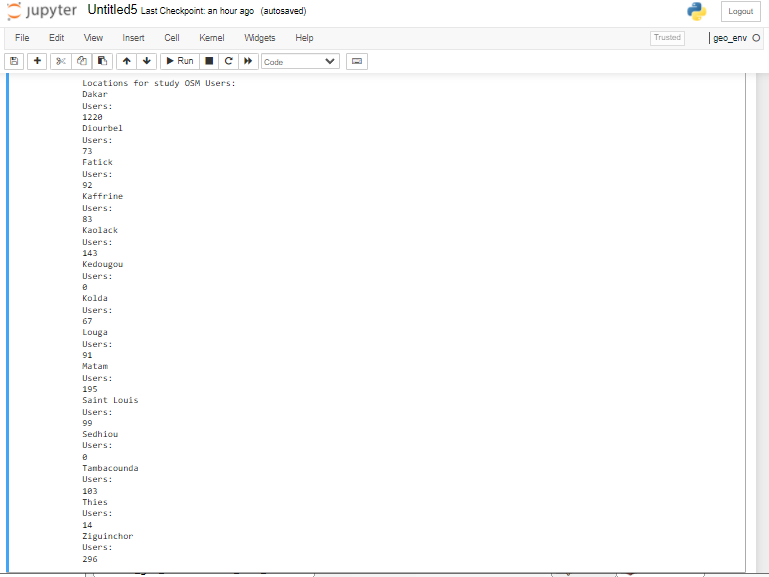 jupyter Untitled5 Last Checkpoint: an hour ago (autosaved)
Logout
File Edit View Insert Cell Kernel Widgets Help
Trusted
geo_env
Run
Code
Locations for study OSM Users:
Dakar
Users:
1220
Diourbel
Users:
73
Fatick
Users:
92
Kaffrine
Users:
83
Kaolack
Users:
143
Kedougou
Users:
0
Kolda
Users:
67
Louga
Users:
91
Matam
Users:
195
Saint Louis
Users:
99
Sedhiou
Users:
0
Tambacounda
Users:
103
Thies
Users:
14
Ziguinchor
Users:
296